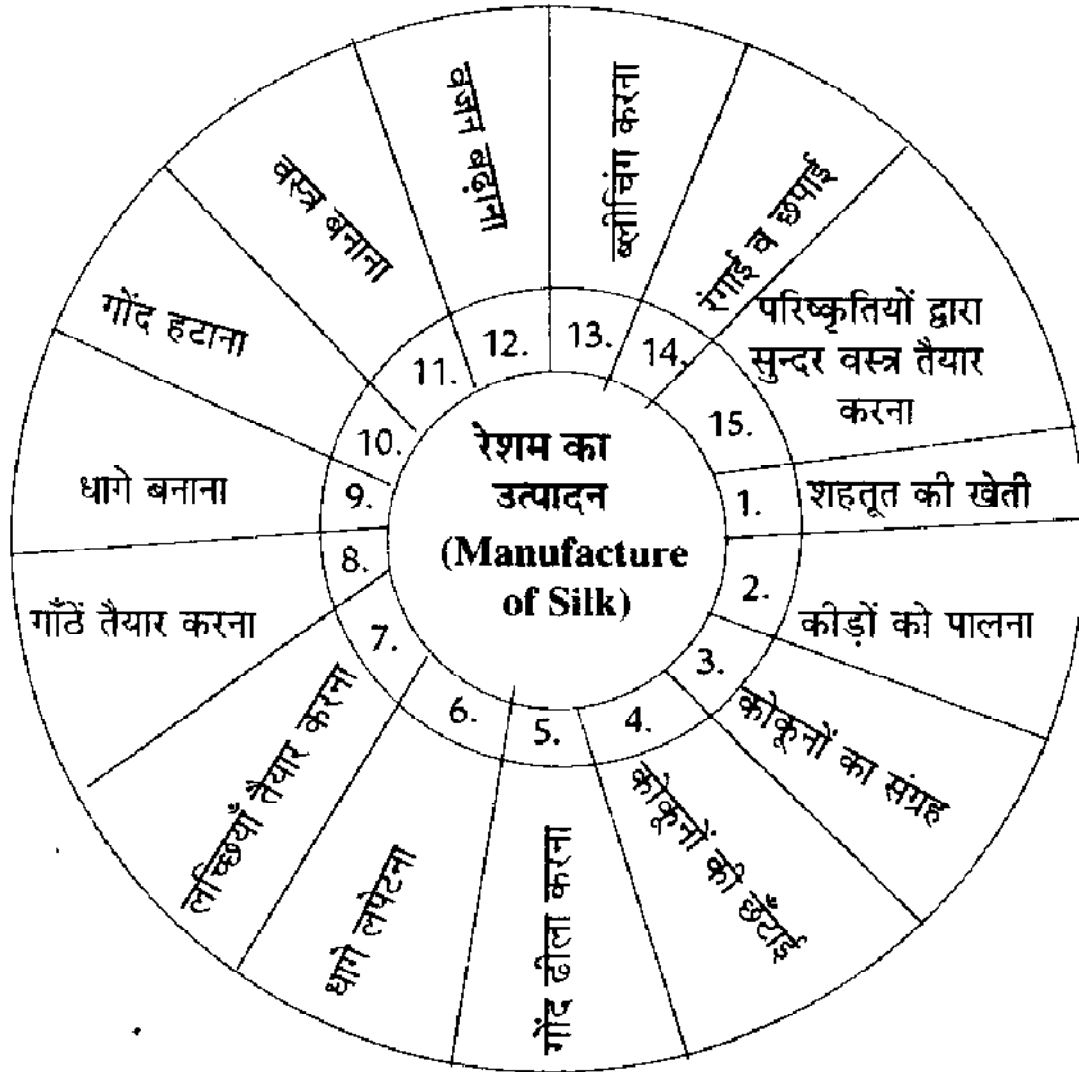 रेशम का
उत्पादन
(Manufacture
of Silk)
1.
शहतूत की खेती
2.
कीड़ों को पालना
3.
कोकूनों का संग्रह
4.
कोकूनों की छँटाई
5.
गोंद ढीला करना
6.
धागे लपेटना
7.
लच्छियाँ तैयार करना
8.
गाँठें तैयार करना
9.
धागे बनाना
10.
गोंद हटाना
11.
वस्त्र बनाना
12.
वजन बढ़ाना
13.
ब्लीचिंग करना
14.
रंगाई व छपाई
15.
परिष्कृतियों द्वारा
सुन्दर वस्त्र तैयार
करना